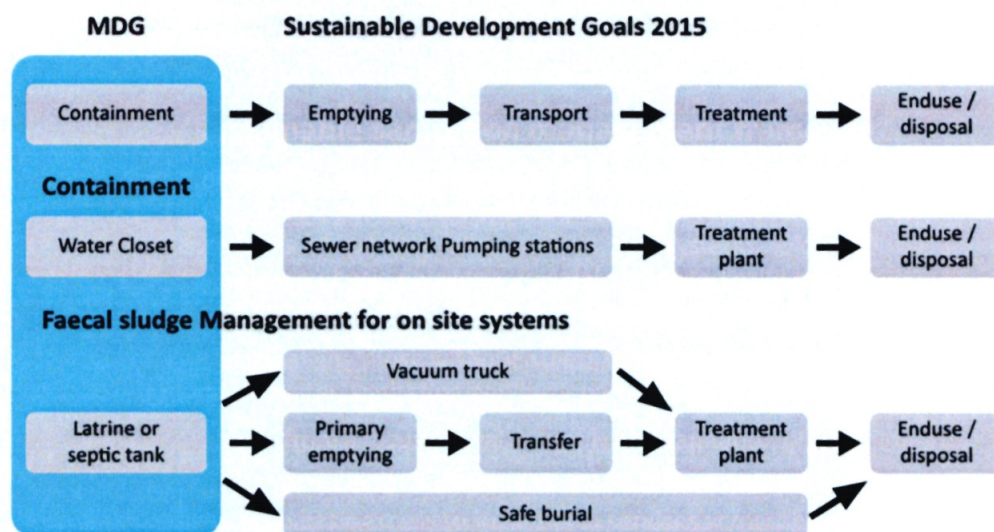 MDG
Sustainable Development Goals 2015
Containment
Emptying
Transport
Treatment
Enduse /
disposal
Containment
Water Closet
Sewer network Pumping stations
Treatment
plant
Enduse /
disposal
Faecal sludge Management for on site systems
Vacuum truck
Latrine or
septic tank
Primary
emptying
Transfer
Treatment
plant
Enduse /
disposal
Safe burial